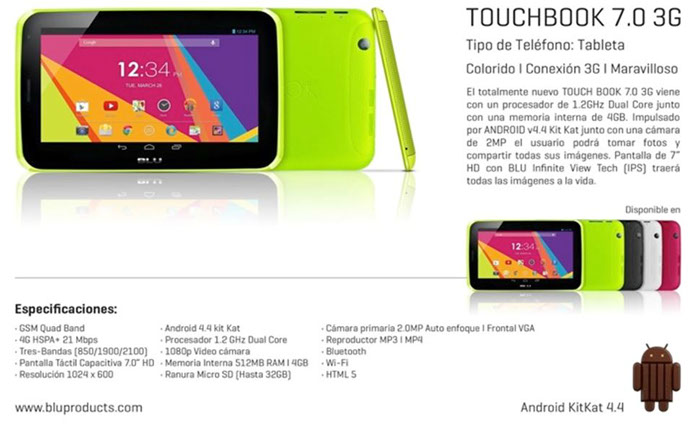 TOUCHBOOK 7.0 3G
Tipo de Teléfono: Tableta
Colorido I Conexión 3G I Maravilloso
El totalmente nuevo TOUCH BOOK 7.0 3G viene
con un procesador de 1.2GHz Dual Core junto
con una memoria interna de 4GB. Impulsado
por ANDROID v4.4 Kit Kat junto con una cámara
de 2MP el usuario podrá tomar fotos y
compartir todas sus imágenes. Pantalla de 7"
HD con BLU Infinite View Tech (IPS) traerá
todas las imágenes a la vida.
12:34 PM
Google
12:34
TUE, MARCH 26
BLU
Disponible en
Especificaciones:
· GSM Quad Band
· 4G HSPA+ 21 Mbps
· Tres-Bandas [850/1900/2100)
· Pantalla Táctil Capacitiva 7.0" HD
· Resolución 1024 x 600
· Android 4.4 kit Kat
· Procesador 1.2 GHz Dual Core
· 1080p Video cámara
· Memoria Interna 512MB RAM I 4GB
· Ranura Micro SD (Hasta 32GB)
· Cámara primaria 2.0MP Auto enfoque I Frontal VGA
· Reproductor MP3 I MP4
· Bluetooth
· Wi-Fi
· HTML 5
www.bluproducts.com
Android KitKat 4.4